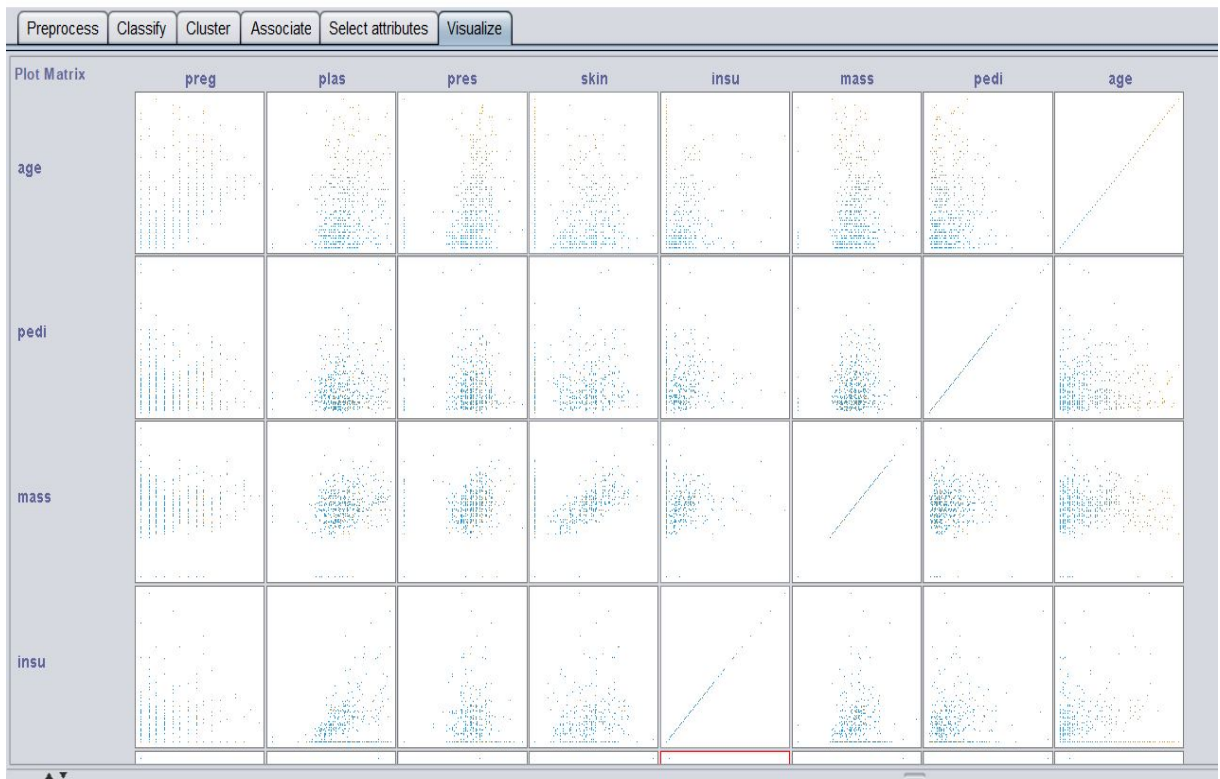 Preprocess Classify Cluster Associate Select attributes Visualize
Plot Matrix preg plas pres skin insu mass pedi age
age
pedi
mass
insu